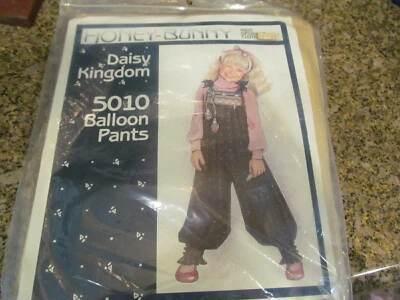 HONEY-BUNNY
Daisy
Kingdom
5010
Balloon
Pants